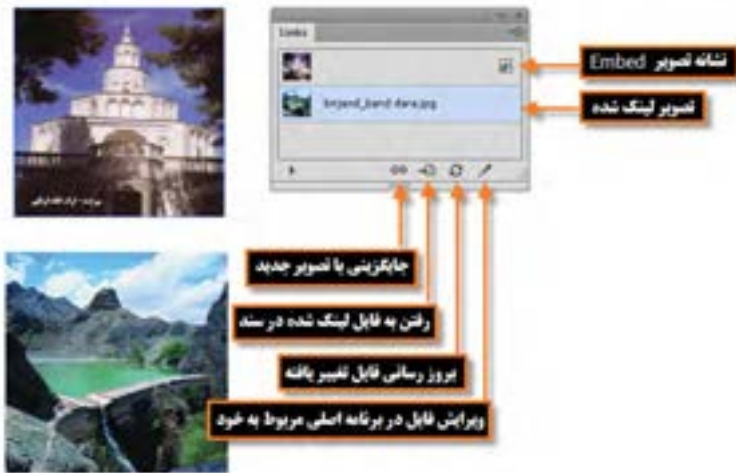 Links
نشانه تصویر Embed
birjand_band dara.jpg
تصویر لینک شده
جایگزینی با تصویر جدید
رفتن به فایل لینک شده در سند
بروز رسانی فایل تغییر یافته
ویرایش فایل در برنامه اصلی مربوط به خود